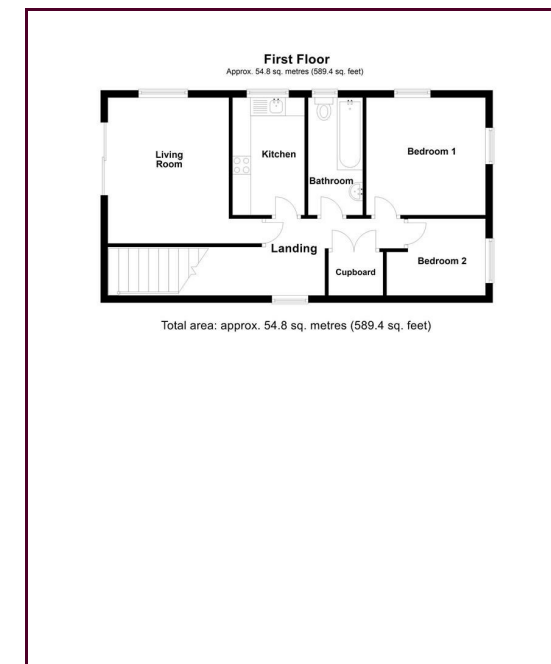 First Floor
Approx. 54.8 sq. metres (589.4 sq. feet)
Living
Room
Kitchen
Bathroom
Bedroom 1
Landing
Cupboard
Bedroom 2
Total area: approx. 54.8 sq. metres (589.4 sq. feet)